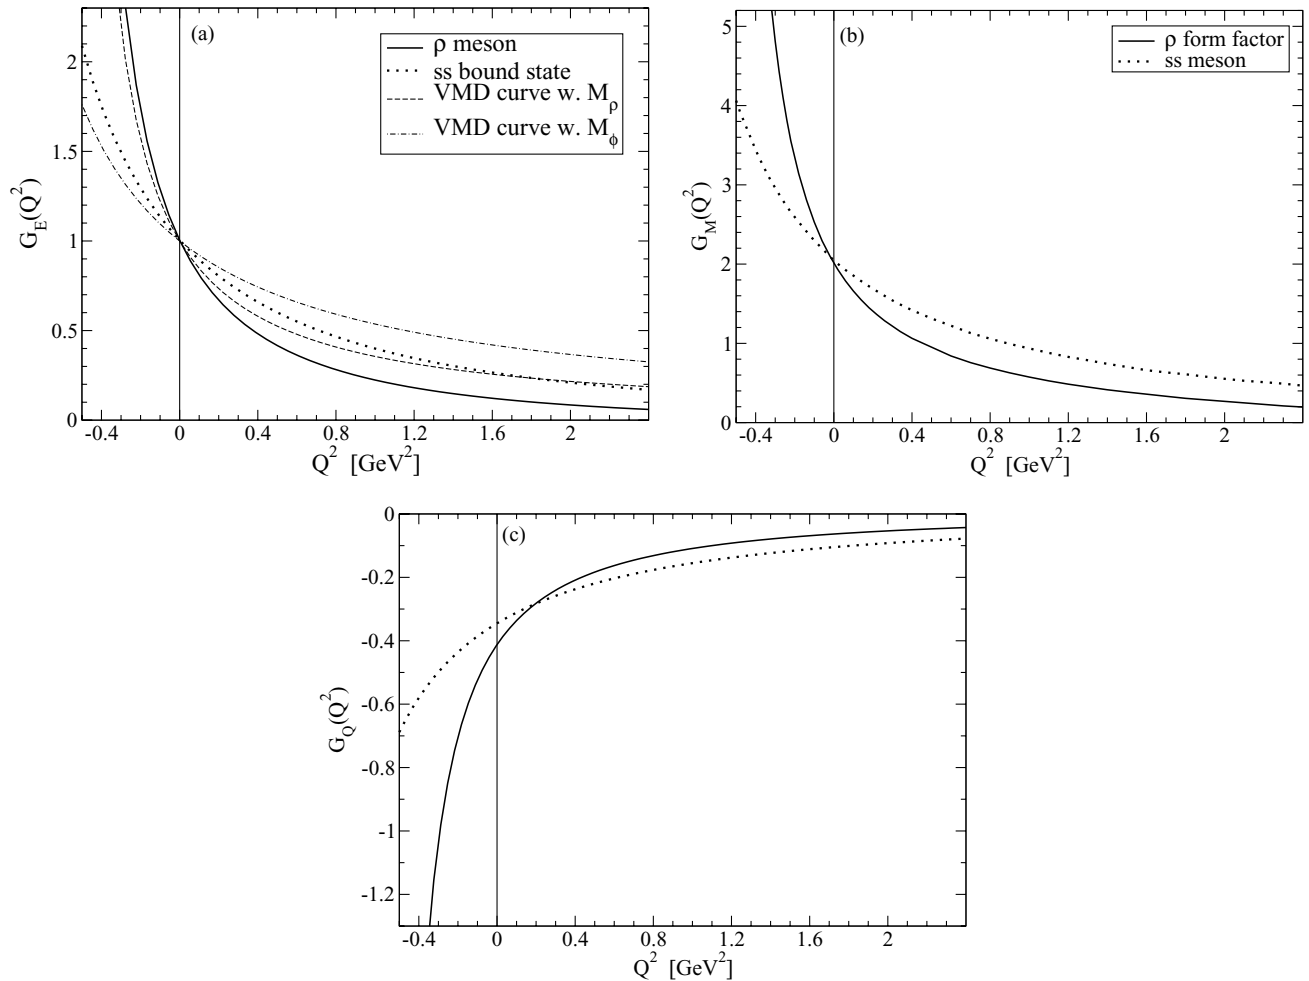 (a)
ρ meson
ss bound state
VMD curve w. M_ρ
VMD curve w. M_ϕ
2
1.5
1
0.5
0
G_E(Q^2)
-0.4 0 0.4 0.8 1.2 1.6 2
Q^2 [GeV^2]
(b)
ρ form factor
ss meson
5
4
3
2
1
0
G_M(Q^2)
-0.4 0 0.4 0.8 1.2 1.6 2
Q^2 [GeV^2]
(c)
0
-0.2
-0.4
-0.6
-0.8
-1
-1.2
G_Q(Q^2)
-0.4 0 0.4 0.8 1.2 1.6 2
Q^2 [GeV^2]